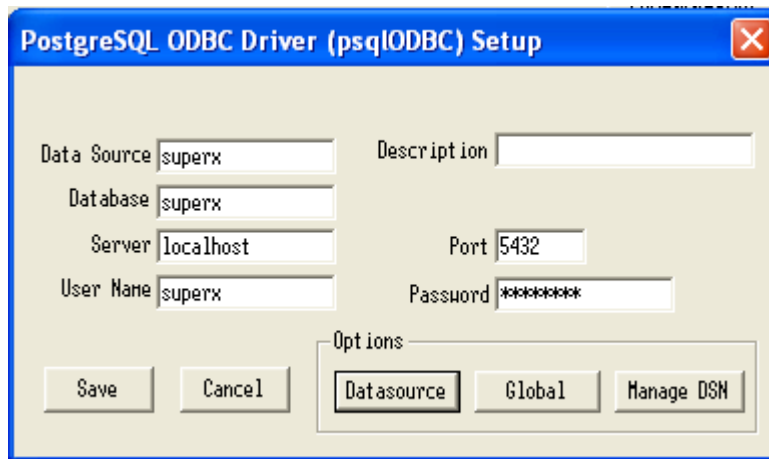 PostgreSQL ODBC Driver (psqlODBC) Setup
Data Source superx Description
Database superx
Server localhost Port 5432
User Name superx Password ********
Options
Save Cancel Datasource Global Manage DSN